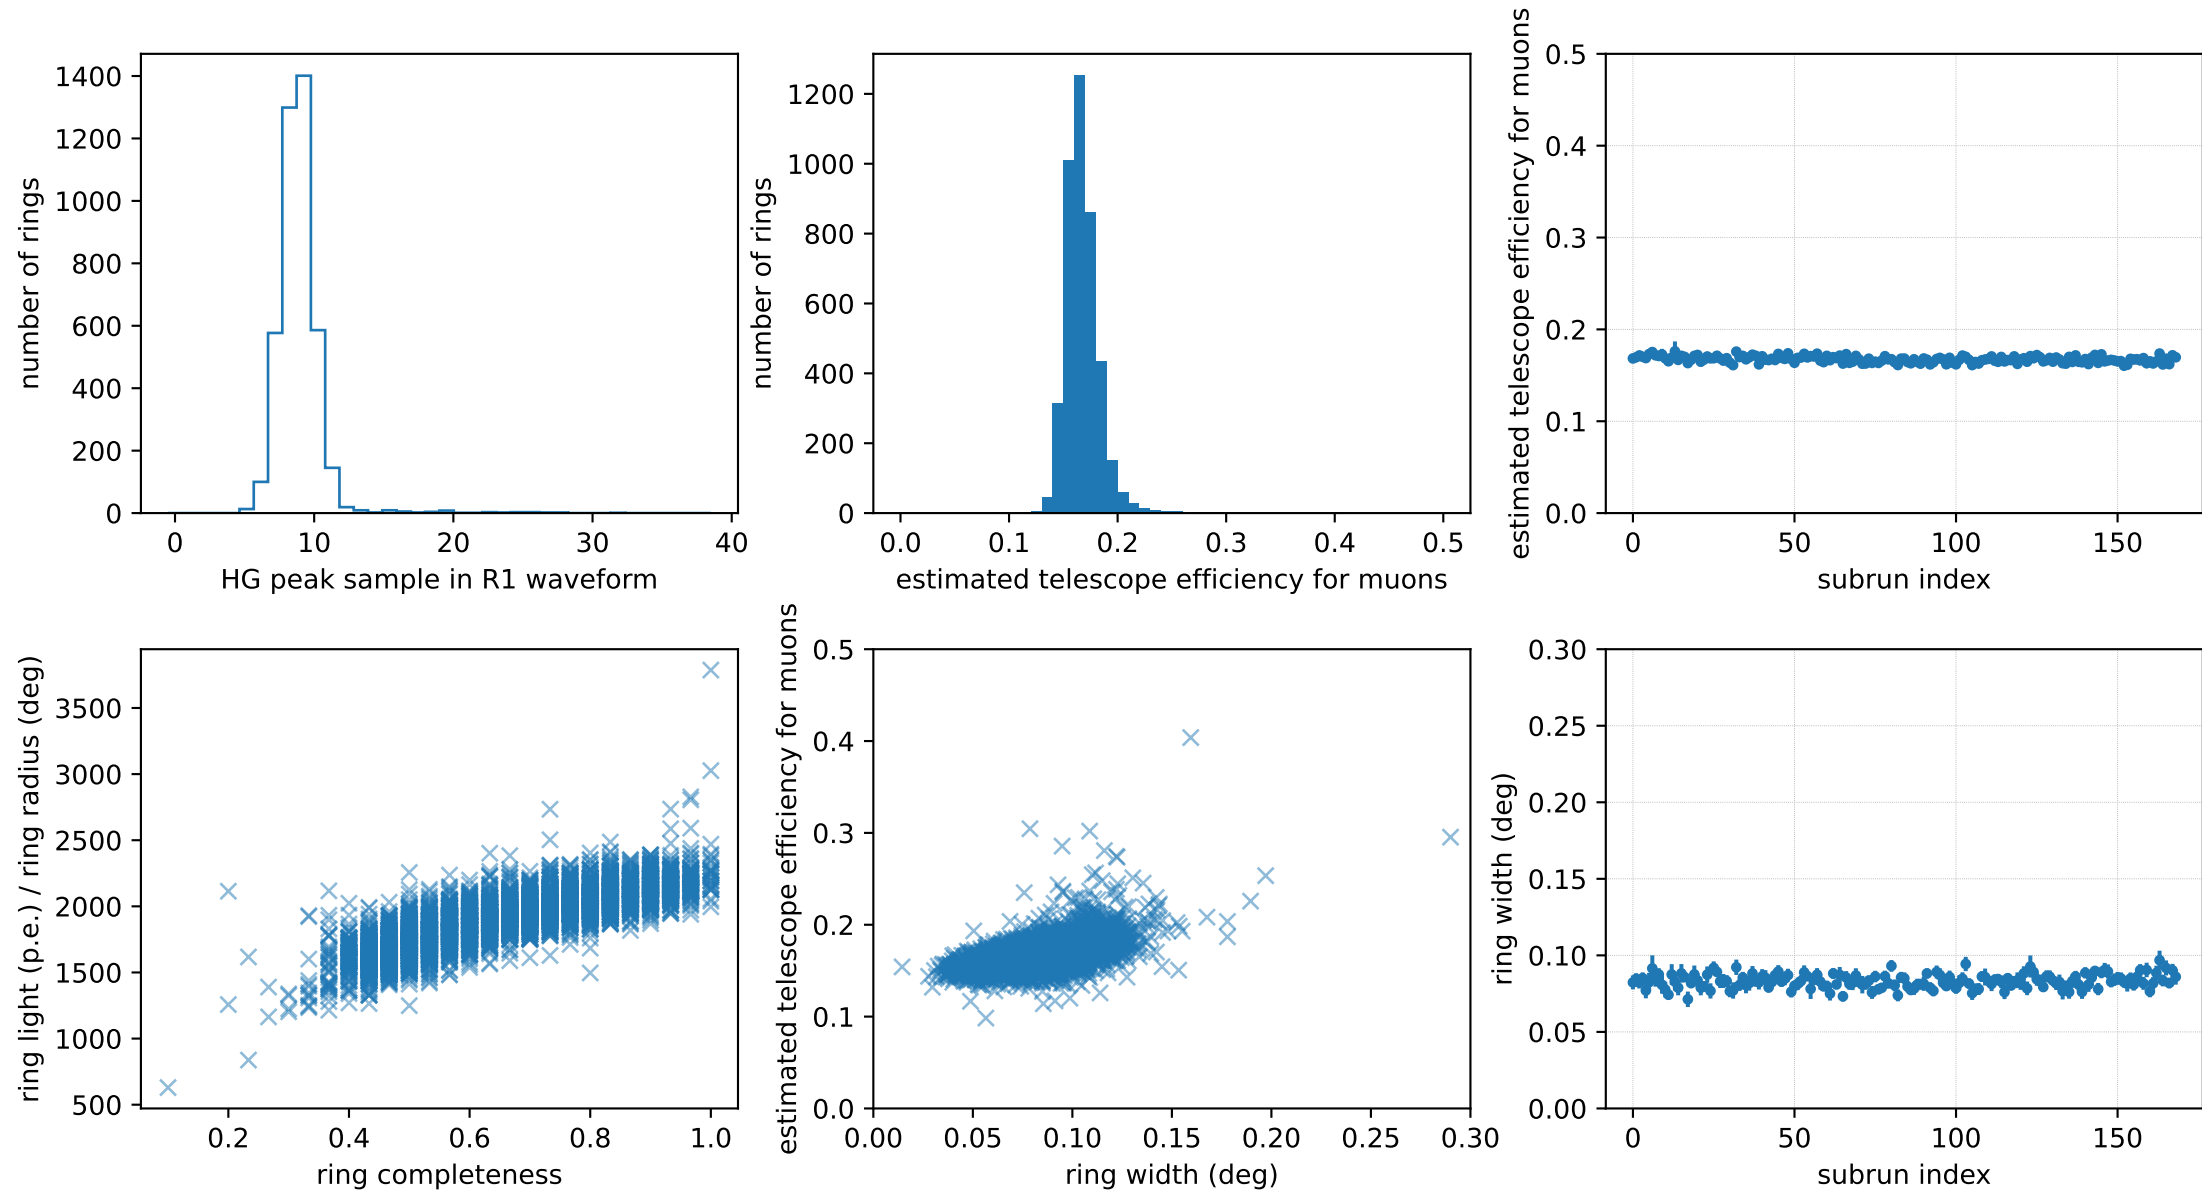 number of rings
1400
1200
1000
800
600
400
200
0
0 10 20 30 40
HG peak sample in R1 waveform
number of rings
1200
1000
800
600
400
200
0
0.0 0.1 0.2 0.3 0.4 0.5
estimated telescope efficiency for muons
estimated telescope efficiency for muons
0.5
0.4
0.3
0.2
0.1
0.0
0 50 100 150
subrun index
ring light (p.e.) / ring radius (deg)
3500
3000
2500
2000
1500
1000
500
0.2 0.4 0.6 0.8 1.0
ring completeness
estimated telescope efficiency for muons
0.5
0.4
0.3
0.2
0.1
0.0
0.00 0.05 0.10 0.15 0.20 0.25 0.30
ring width (deg)
ring width (deg)
0.30
0.25
0.20
0.15
0.10
0.05
0.00
0 50 100 150
subrun index